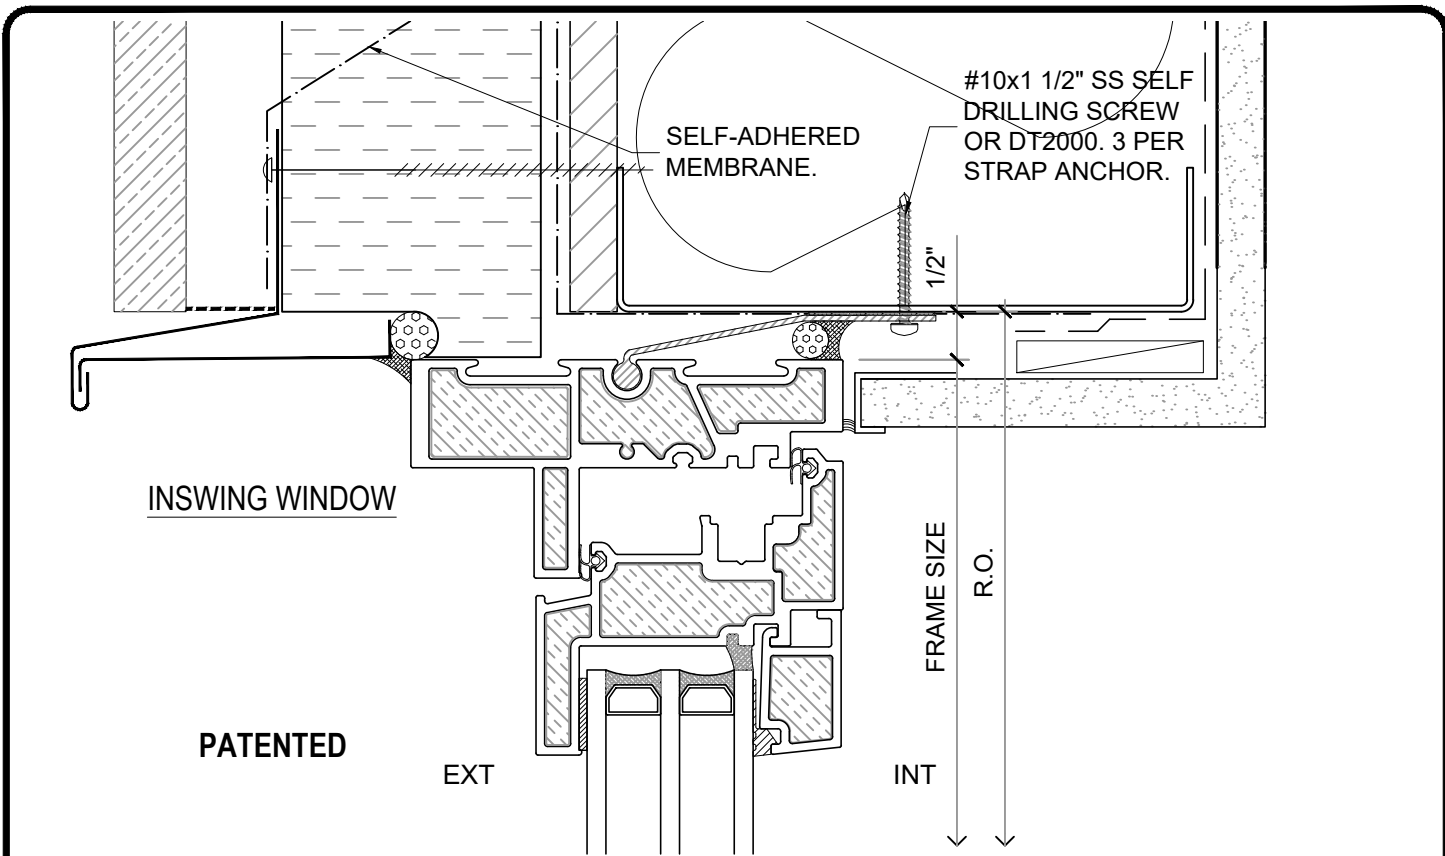 #10x1 1/2" SS SELF
DRILLING SCREW
OR DT2000. 3 PER
STRAP ANCHOR.
SELF-ADHERED
MEMBRANE.
1/2"
INSWING WINDOW
FRAME SIZE
R.O.
PATENTED
EXT
INT